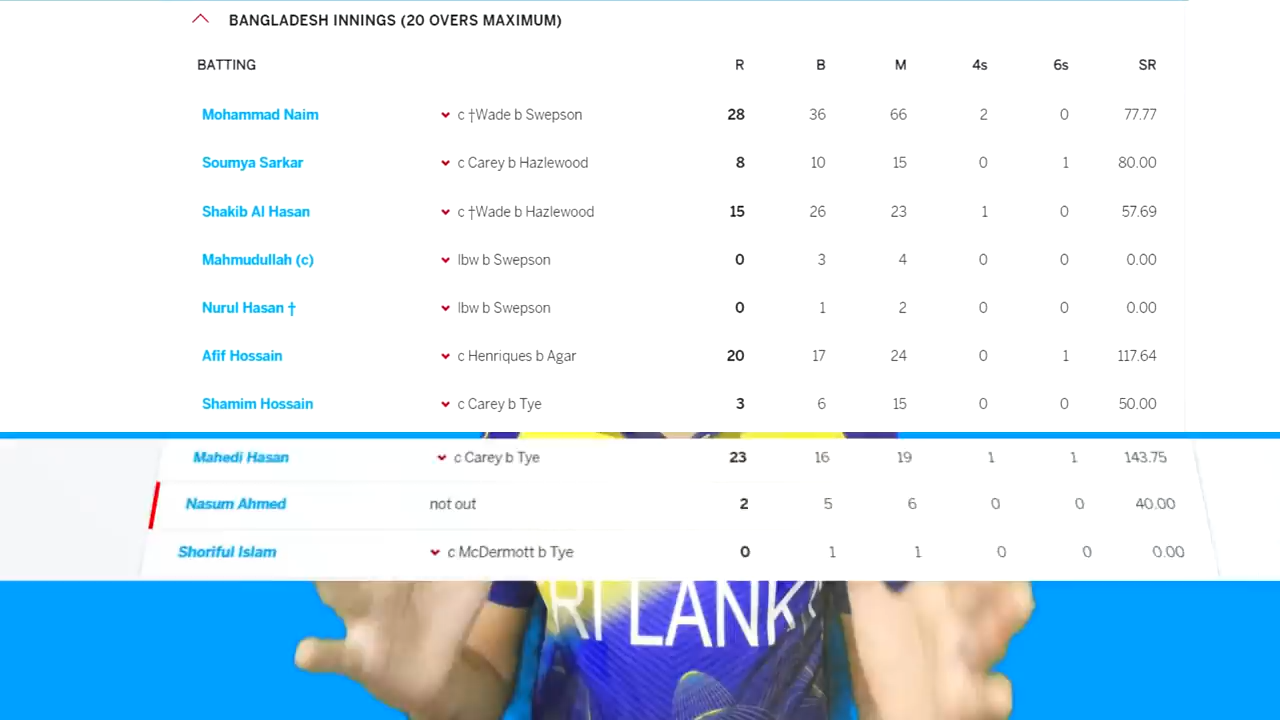 BANGLADESH INNINGS (20 OVERS MAXIMUM)
BATTING R B M 4s 6s SR
Mohammad Naim c †Wade b Swepson 28 36 66 2 0 77.77
Soumya Sarkar c Carey b Hazlewood 8 10 15 0 1 80.00
Shakib Al Hasan c †Wade b Hazlewood 15 26 23 1 0 57.69
Mahmudullah (c) lbw b Swepson 0 3 4 0 0 0.00
Nurul Hasan † lbw b Swepson 0 1 2 0 0 0.00
Afif Hossain c Henriques b Agar 20 17 24 0 1 117.64
Shamim Hossain c Carey b Tye 3 6 15 0 0 50.00
Mahedi Hasan c Carey b Tye 23 16 19 1 1 143.75
Nasum Ahmed not out 2 5 6 0 0 40.00
Shoriful Islam c McDermott b Tye 0 1 1 0 0 0.00
RI LANK